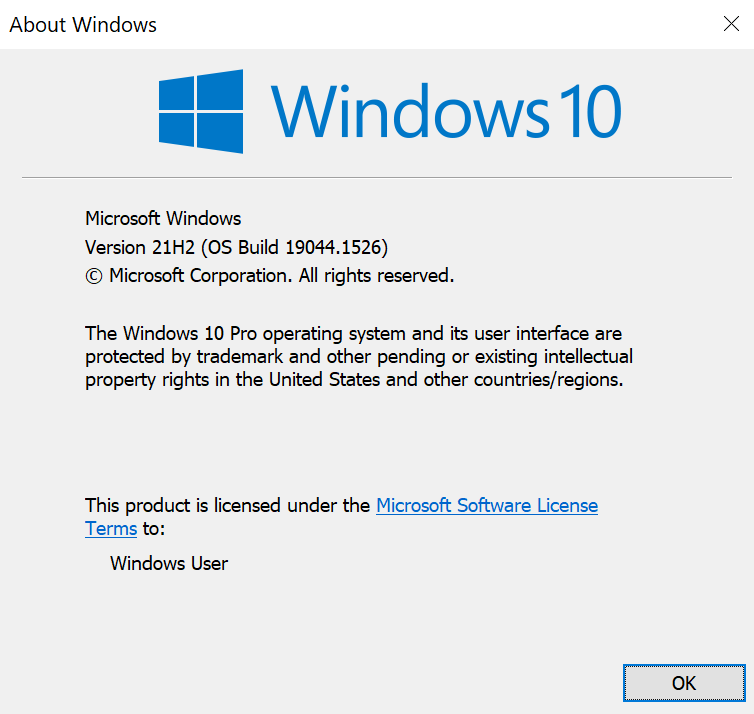 About Windows
Windows 10
Microsoft Windows
Version 21H2 (OS Build 19044.1526)
© Microsoft Corporation. All rights reserved.
The Windows 10 Pro operating system and its user interface are
protected by trademark and other pending or existing intellectual
property rights in the United States and other countries/regions.
This product is licensed under the Microsoft Software License
Terms to:
Windows User
OK